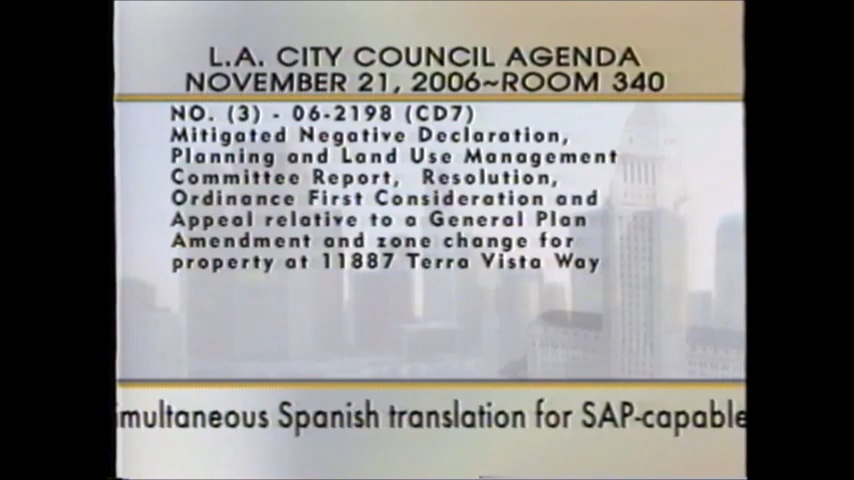 L.A. CITY COUNCIL AGENDA
NOVEMBER 21, 2006~ROOM 340
NO. (3) - 06-2198 (CD7)
Mitigated Negative Declaration,
Planning and Land Use Management
Committee Report, Resolution,
Ordinance First Consideration and
Appeal relative to a General Plan
Amendment and zone change for
property at 11887 Terra Vista Way
imultaneous Spanish translation for SAP-capable